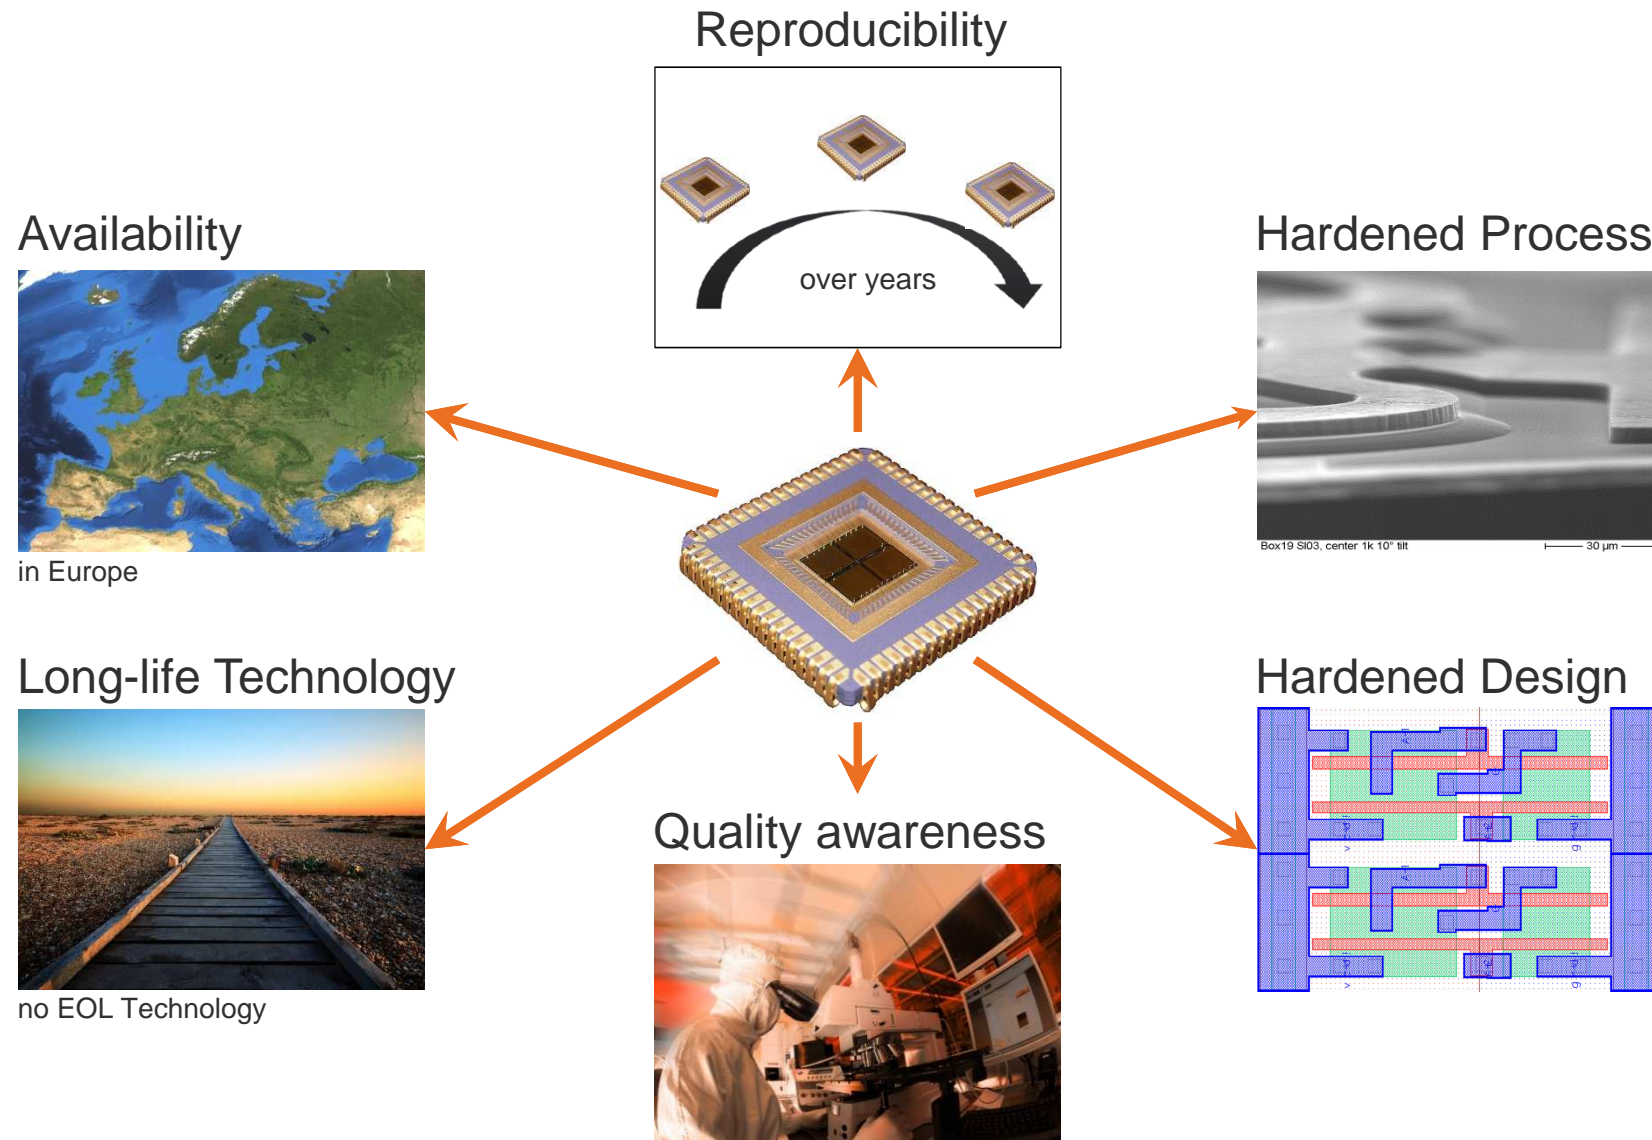 Reproducibility
over years
Availability
in Europe
Hardened Process
Box19 SI03, center 1k 10° tilt
30 µm
Long-life Technology
no EOL Technology
Hardened Design
Quality awareness